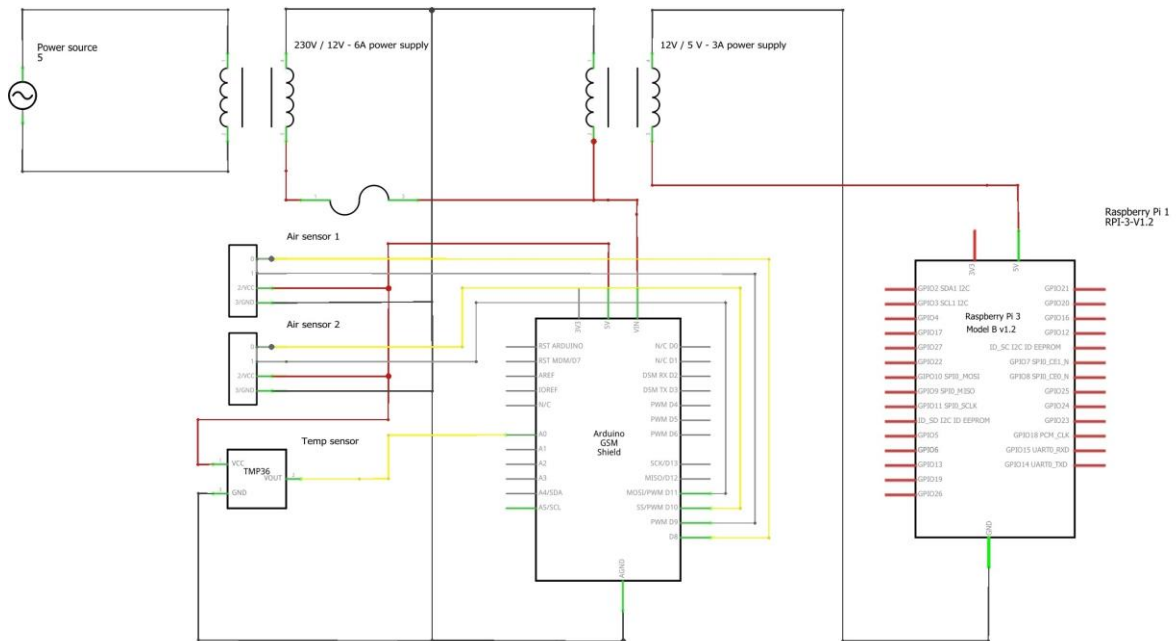 Power source
5
230V / 12V - 6A power supply
12V / 5 V - 3A power supply
Raspberry Pi 1
RPI-3-V1.2
Air sensor 1
0
1
2/VCC
3/GND
Air sensor 2
0
1
2/VCC
3/GND
Temp sensor
VCC
TMP36
VOUT
GND
3V3
5V
VIN
RST ARDUINO
RST MDM/D7
AREF
IOREF
N/C
A0
A1
A2
A3
A4/SDA
A5/SCL
Arduino
GSM
Shield
N/C D0
N/C D1
DSM RX D2
DSM TX D3
PWM D4
PWM D5
PWM D6
SCK/D13
MISO/D12
MOSI/PWM D11
SS/PWM D10
PWM D9
D8
AGND
3V3
5V
Raspberry Pi 3
Model B v1.2
GPIO2 SDA1 I2C
GPIO3 SCL1 I2C
GPIO4
GPIO17
GPIO27
GPIO22
GIPO10 SPI0_MOSI
GPIO9 SPI0_MISO
GPIO11 SPI0_SCLK
ID_SD I2C ID EEPROM
GPIO5
GPIO6
GPIO13
GPIO19
GPIO26
GPIO21
GPIO20
GPIO16
GPIO12
ID_SC I2C ID EEPROM
GPIO7 SPI0_CE1_N
GPIO8 SPI0_CE0_N
GPIO25
GPIO24
GPIO23
GPIO18 PCM_CLK
GPIO15 UART0_RXD
GPIO14 UART0_TXD
GND